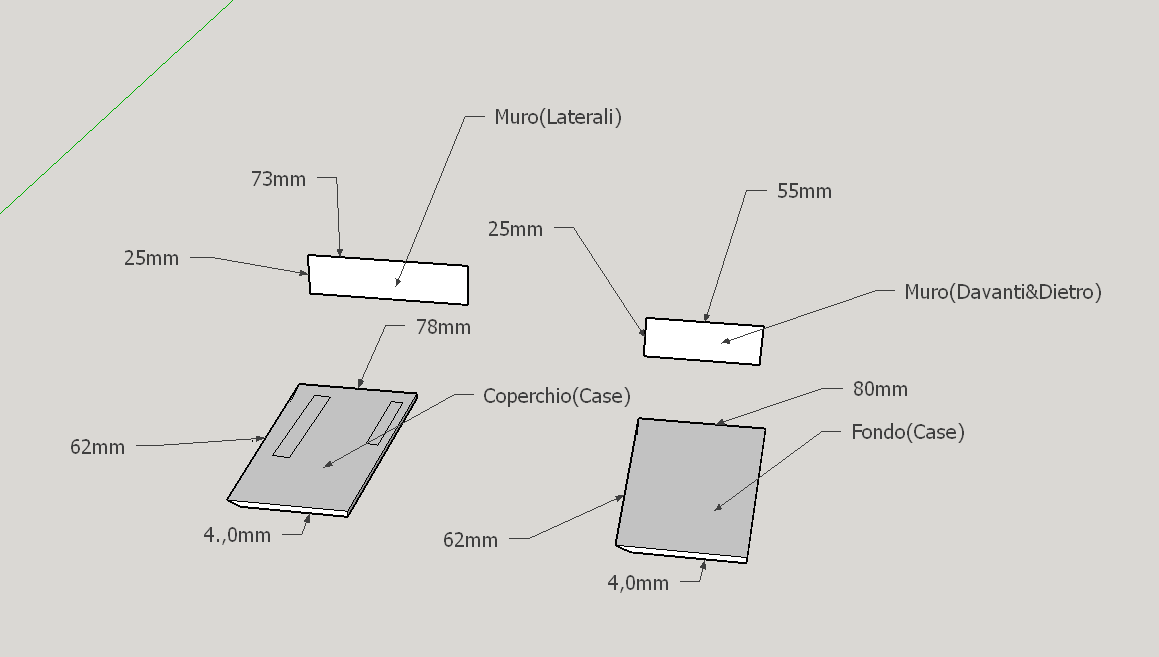 Muro(Laterali)
73mm
55mm
25mm
25mm
Muro(Davanti&Dietro)
78mm
80mm
Coperchio(Case)
Fondo(Case)
62mm
4.,0mm
62mm
4,0mm